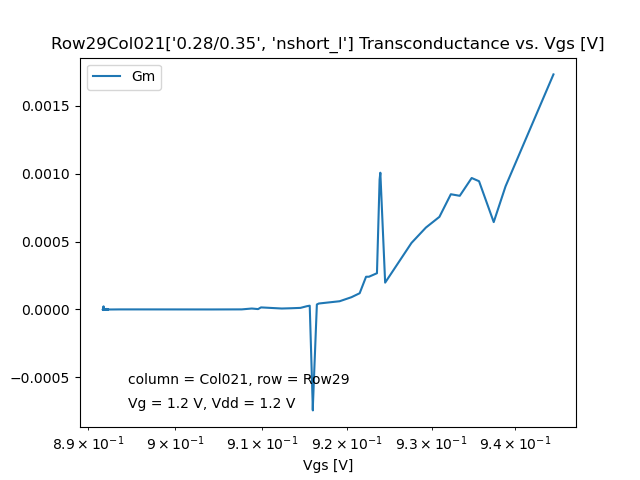 Row29Col021['0.28/0.35', 'nshort_l'] Transconductance vs. Vgs [V]
Gm
0.0015
0.0010
0.0005
0.0000
−0.0005
column = Col021, row = Row29
Vg = 1.2 V, Vdd = 1.2 V
8.9 × 10⁻¹ 9 × 10⁻¹ 9.1 × 10⁻¹ 9.2 × 10⁻¹ 9.3 × 10⁻¹ 9.4 × 10⁻¹
Vgs [V]